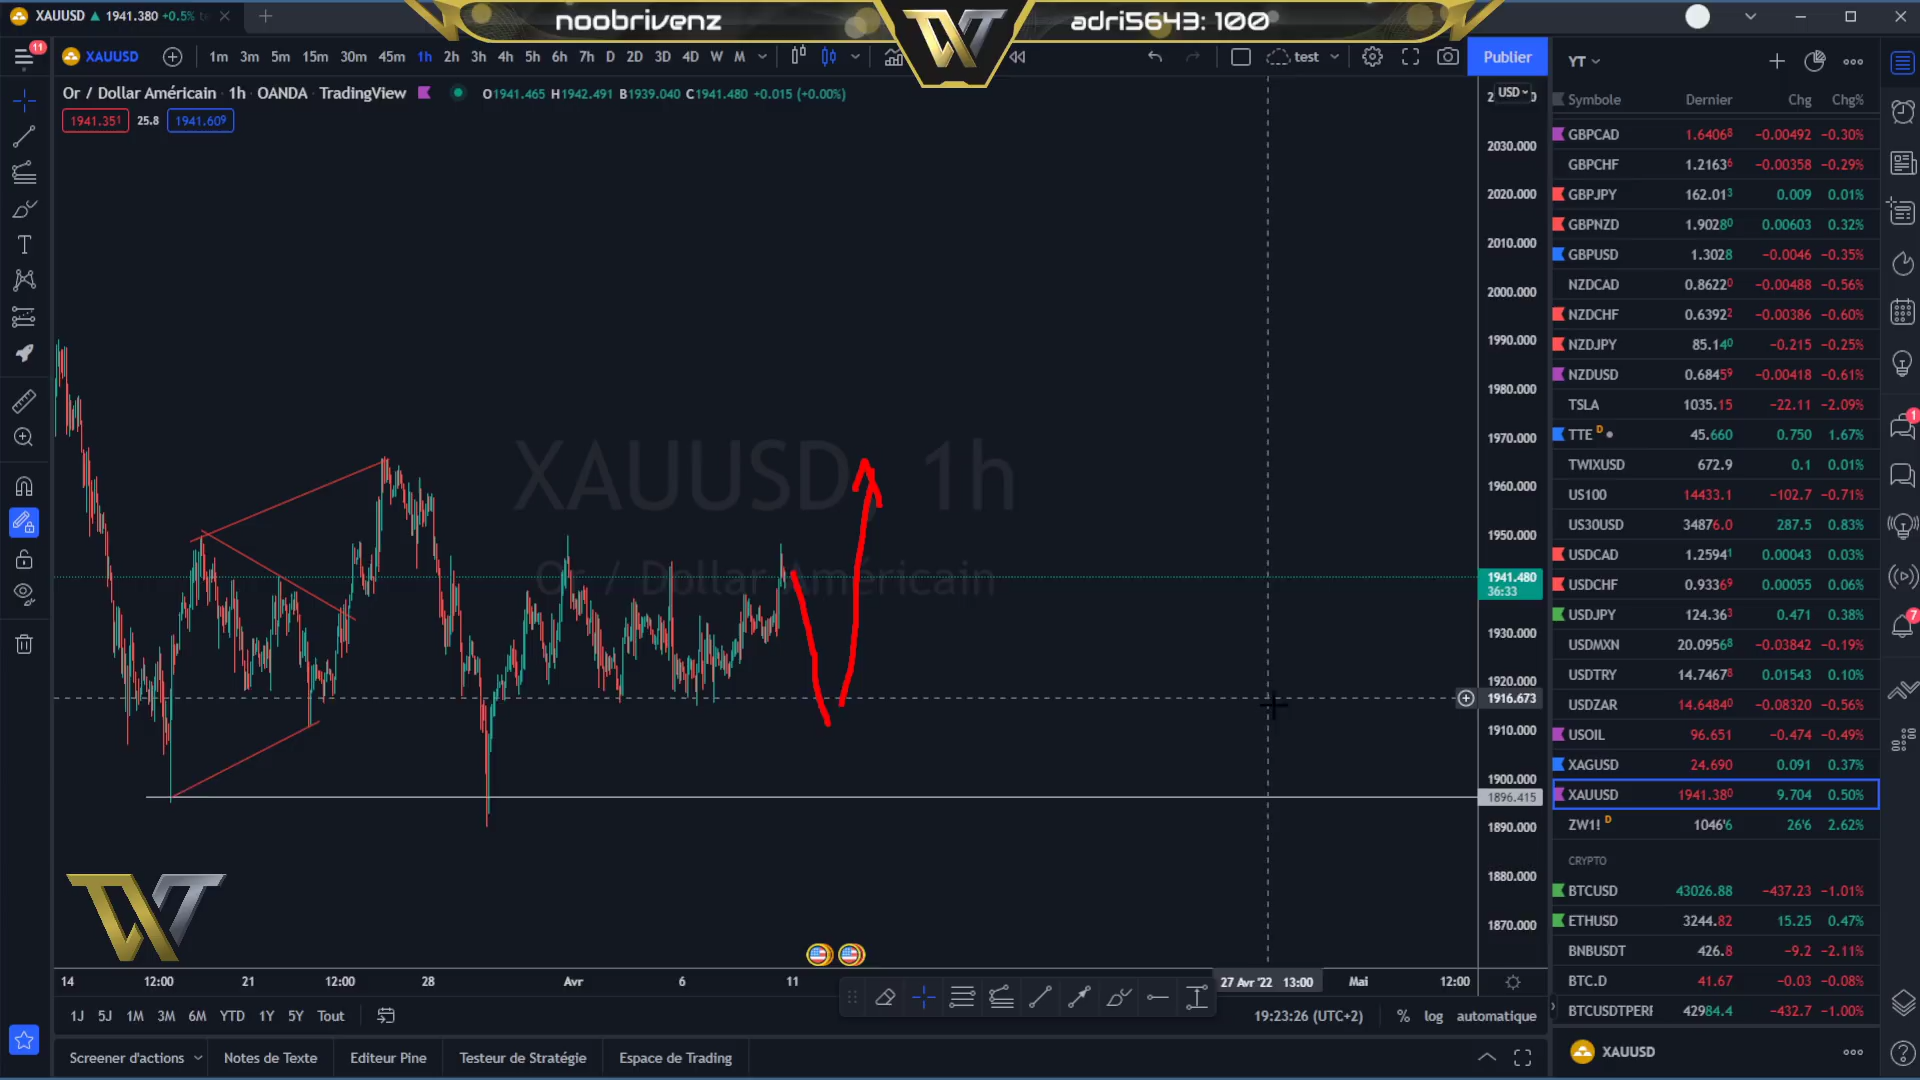 XAUUSD ▲ 1941.380 +0.5%
noobrivenz
adri5643: 100
11
XAUUSD
1m 3m 5m 15m 30m 45m 1h 2h 3h 4h 5h 6h 7h D 2D 3D 4D W M
test
Publier
YT
Or / Dollar Américain · 1h · OANDA · TradingView
O1941.465 H1942.491 B1939.040 C1941.480 +0.015 (+0.00%)
1941.351 25.8 1941.609
USD
2030.000
2020.000
2010.000
2000.000
1990.000
1980.000
1970.000
1960.000
1950.000
1941.480
36:33
1930.000
1920.000
1916.673
1910.000
1900.000
1896.415
1890.000
1880.000
1870.000
XAUUSD, 1h
Or / Dollar Américain
14 12:00 21 12:00 28 Avr 6 11 27 Avr '22 13:00 Mai 12:00
1J 5J 1M 3M 6M YTD 1Y 5Y Tout
19:23:26 (UTC+2) % log automatique
Screener d'actions Notes de Texte Editeur Pine Testeur de Stratégie Espace de Trading
Symbole Dernier Chg Chg%
GBPCAD 1.64068 −0.00492 −0.30%
GBPCHF 1.21636 −0.00358 −0.29%
GBPJPY 162.013 0.009 0.01%
GBPNZD 1.90280 0.00603 0.32%
GBPUSD 1.3028 −0.0046 −0.35%
NZDCAD 0.86220 −0.00488 −0.56%
NZDCHF 0.63922 −0.00386 −0.60%
NZDJPY 85.140 −0.215 −0.25%
NZDUSD 0.68459 −0.00418 −0.61%
TSLA 1035.15 −22.11 −2.09%
TTE D 45.660 0.750 1.67%
TWIXUSD 672.9 0.1 0.01%
US100 14433.1 −102.7 −0.71%
US30USD 34876.0 287.5 0.83%
USDCAD 1.25941 0.00043 0.03%
USDCHF 0.93369 0.00055 0.06%
USDJPY 124.363 0.471 0.38%
USDMXN 20.09568 −0.03842 −0.19%
USDTRY 14.74678 0.01543 0.10%
USDZAR 14.64840 −0.08320 −0.56%
USOIL 96.651 −0.474 −0.49%
XAGUSD 24.690 0.091 0.37%
XAUUSD 1941.380 9.704 0.50%
ZW1! D 1046'6 26'6 2.62%
CRYPTO
BTCUSD 43026.88 −437.23 −1.01%
ETHUSD 3244.82 15.25 0.47%
BNBUSDT 426.8 −9.2 −2.11%
BTC.D 41.67 −0.03 −0.08%
BTCUSDTPERP 42984.4 −432.7 −1.00%
XAUUSD
1
7